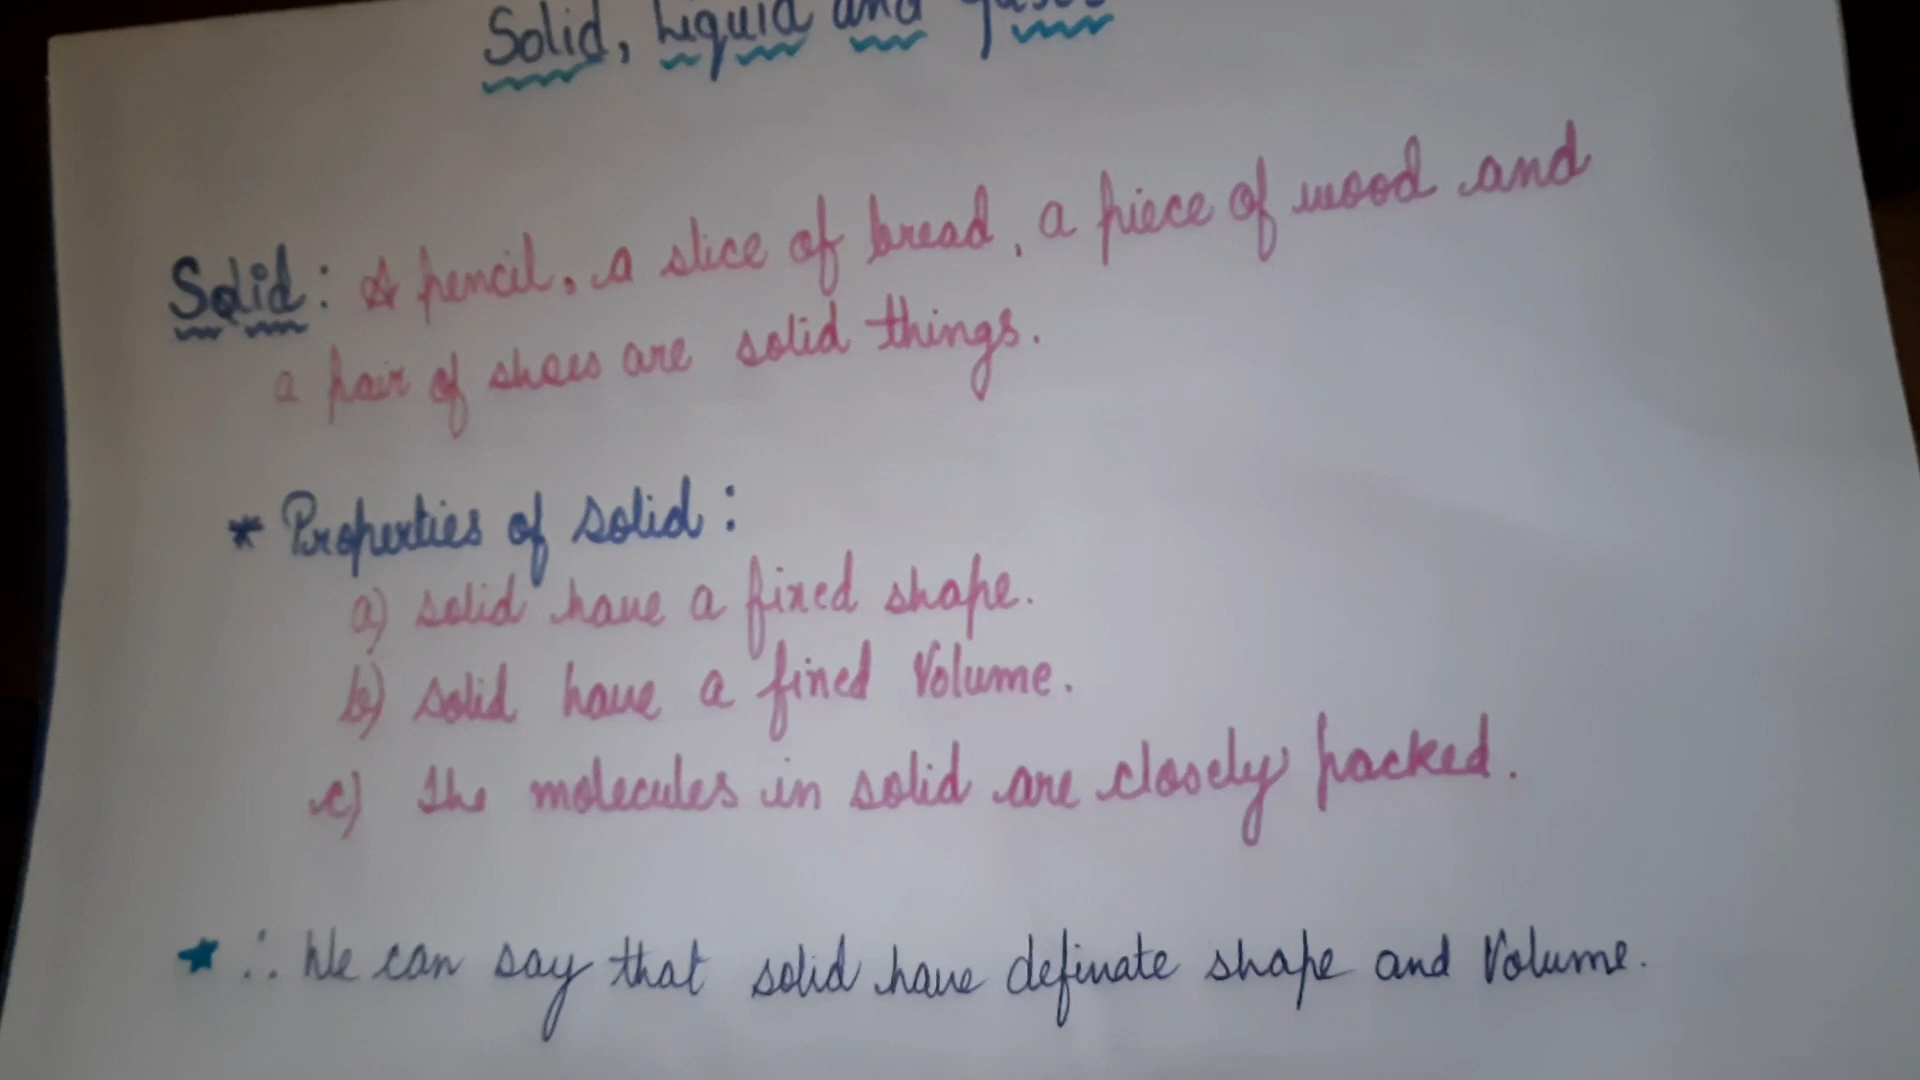 Solid, Liquid and gases
Solid: A pencil, a slice of bread, a piece of wood and
a pair of shoes are solid things.
* Properties of solid:
a) solid have a fixed shape.
b) solid have a fixed Volume.
c) The molecules in solid are closely packed.
★ ∴ We can say that solid have definate shape and Volume.